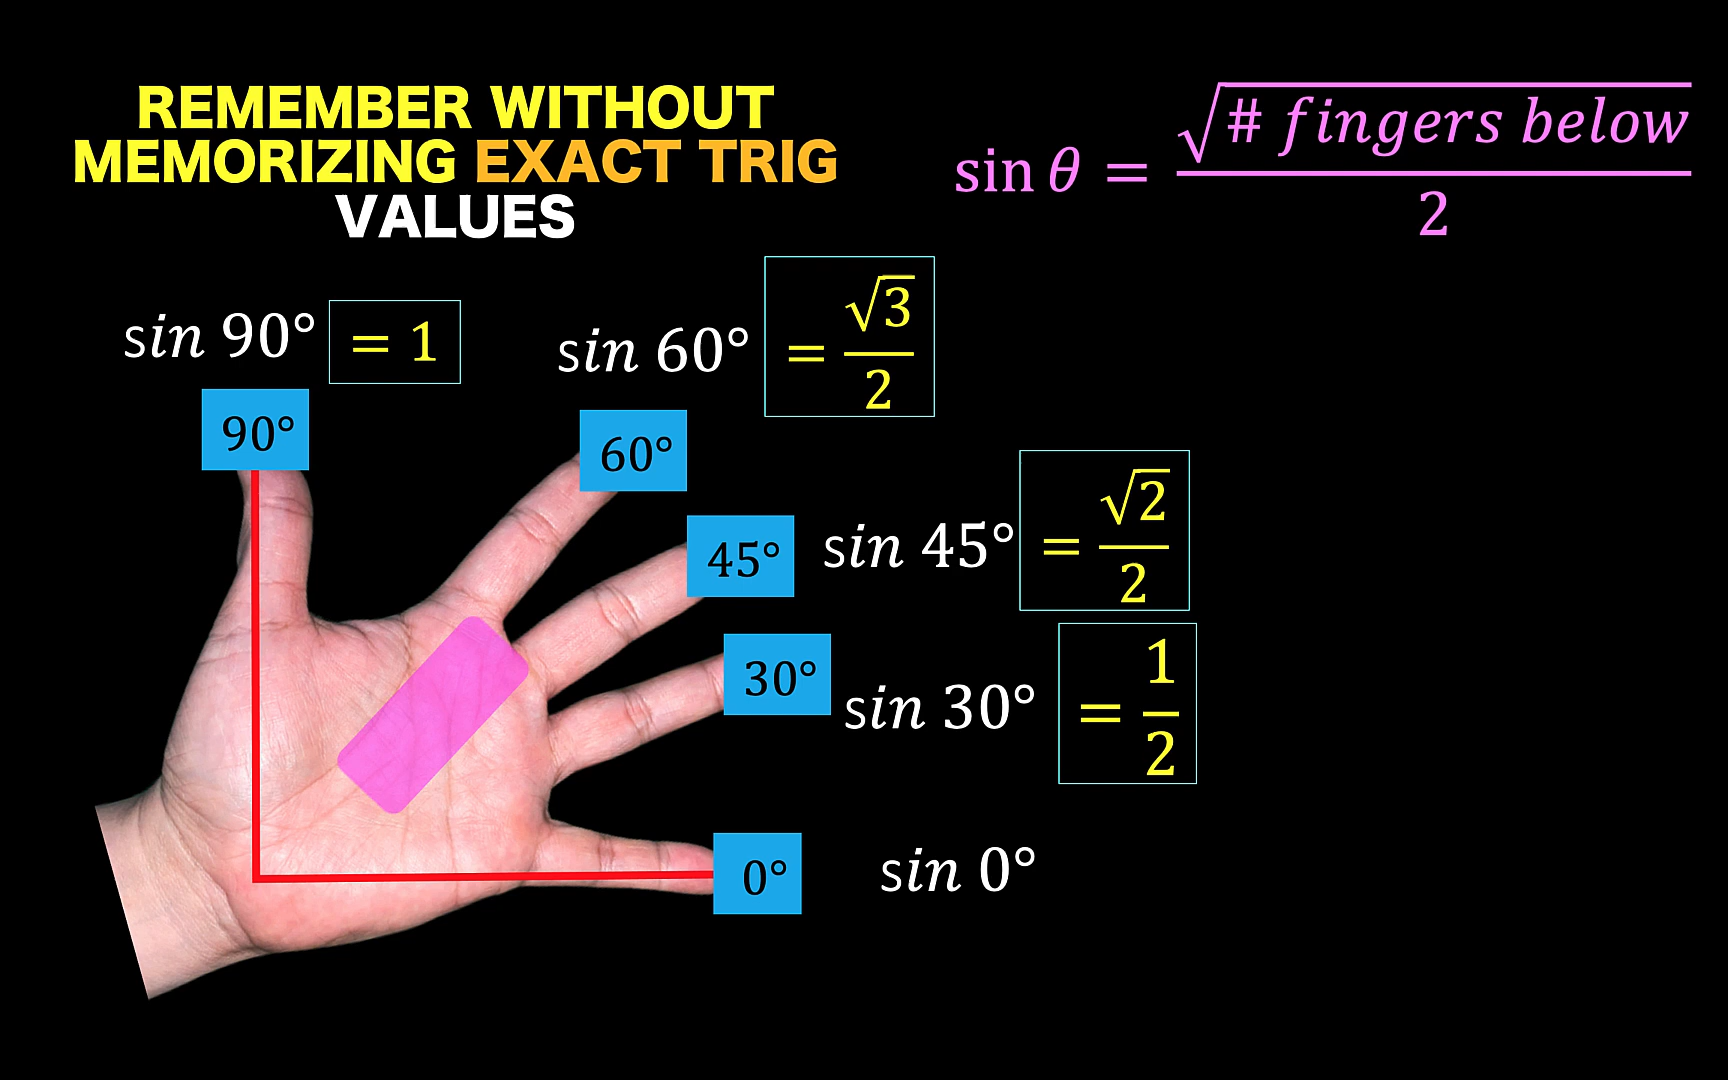 REMEMBER WITHOUT
MEMORIZING EXACT TRIG
VALUES
sin θ = √# fingers below / 2
sin 90° = 1
sin 60° = √3 / 2
90°
60°
45°
sin 45° = √2 / 2
30°
sin 30° = 1 / 2
0°
sin 0°